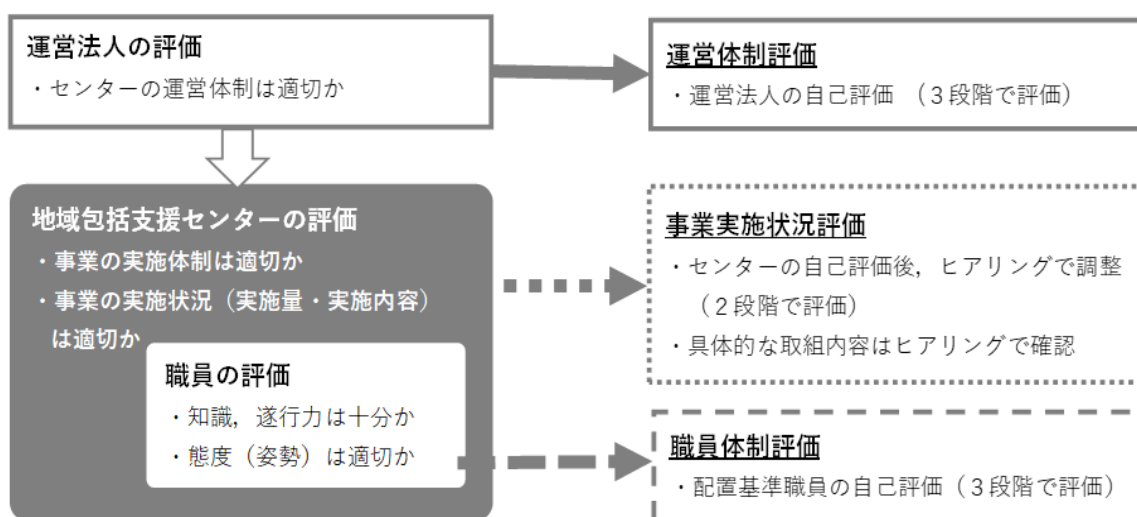 運営法人の評価
・センターの運営体制は適切か
運営体制評価
・運営法人の自己評価　（３段階で評価）
地域包括支援センターの評価
・事業の実施体制は適切か
・事業の実施状況（実施量・実施内容）
は適切か
職員の評価
・知識，遂行力は十分か
・態度（姿勢）は適切か
事業実施状況評価
・センターの自己評価後，ヒアリングで調整
（２段階で評価）
・具体的な取組内容はヒアリングで確認
職員体制評価
・配置基準職員の自己評価（３段階で評価）